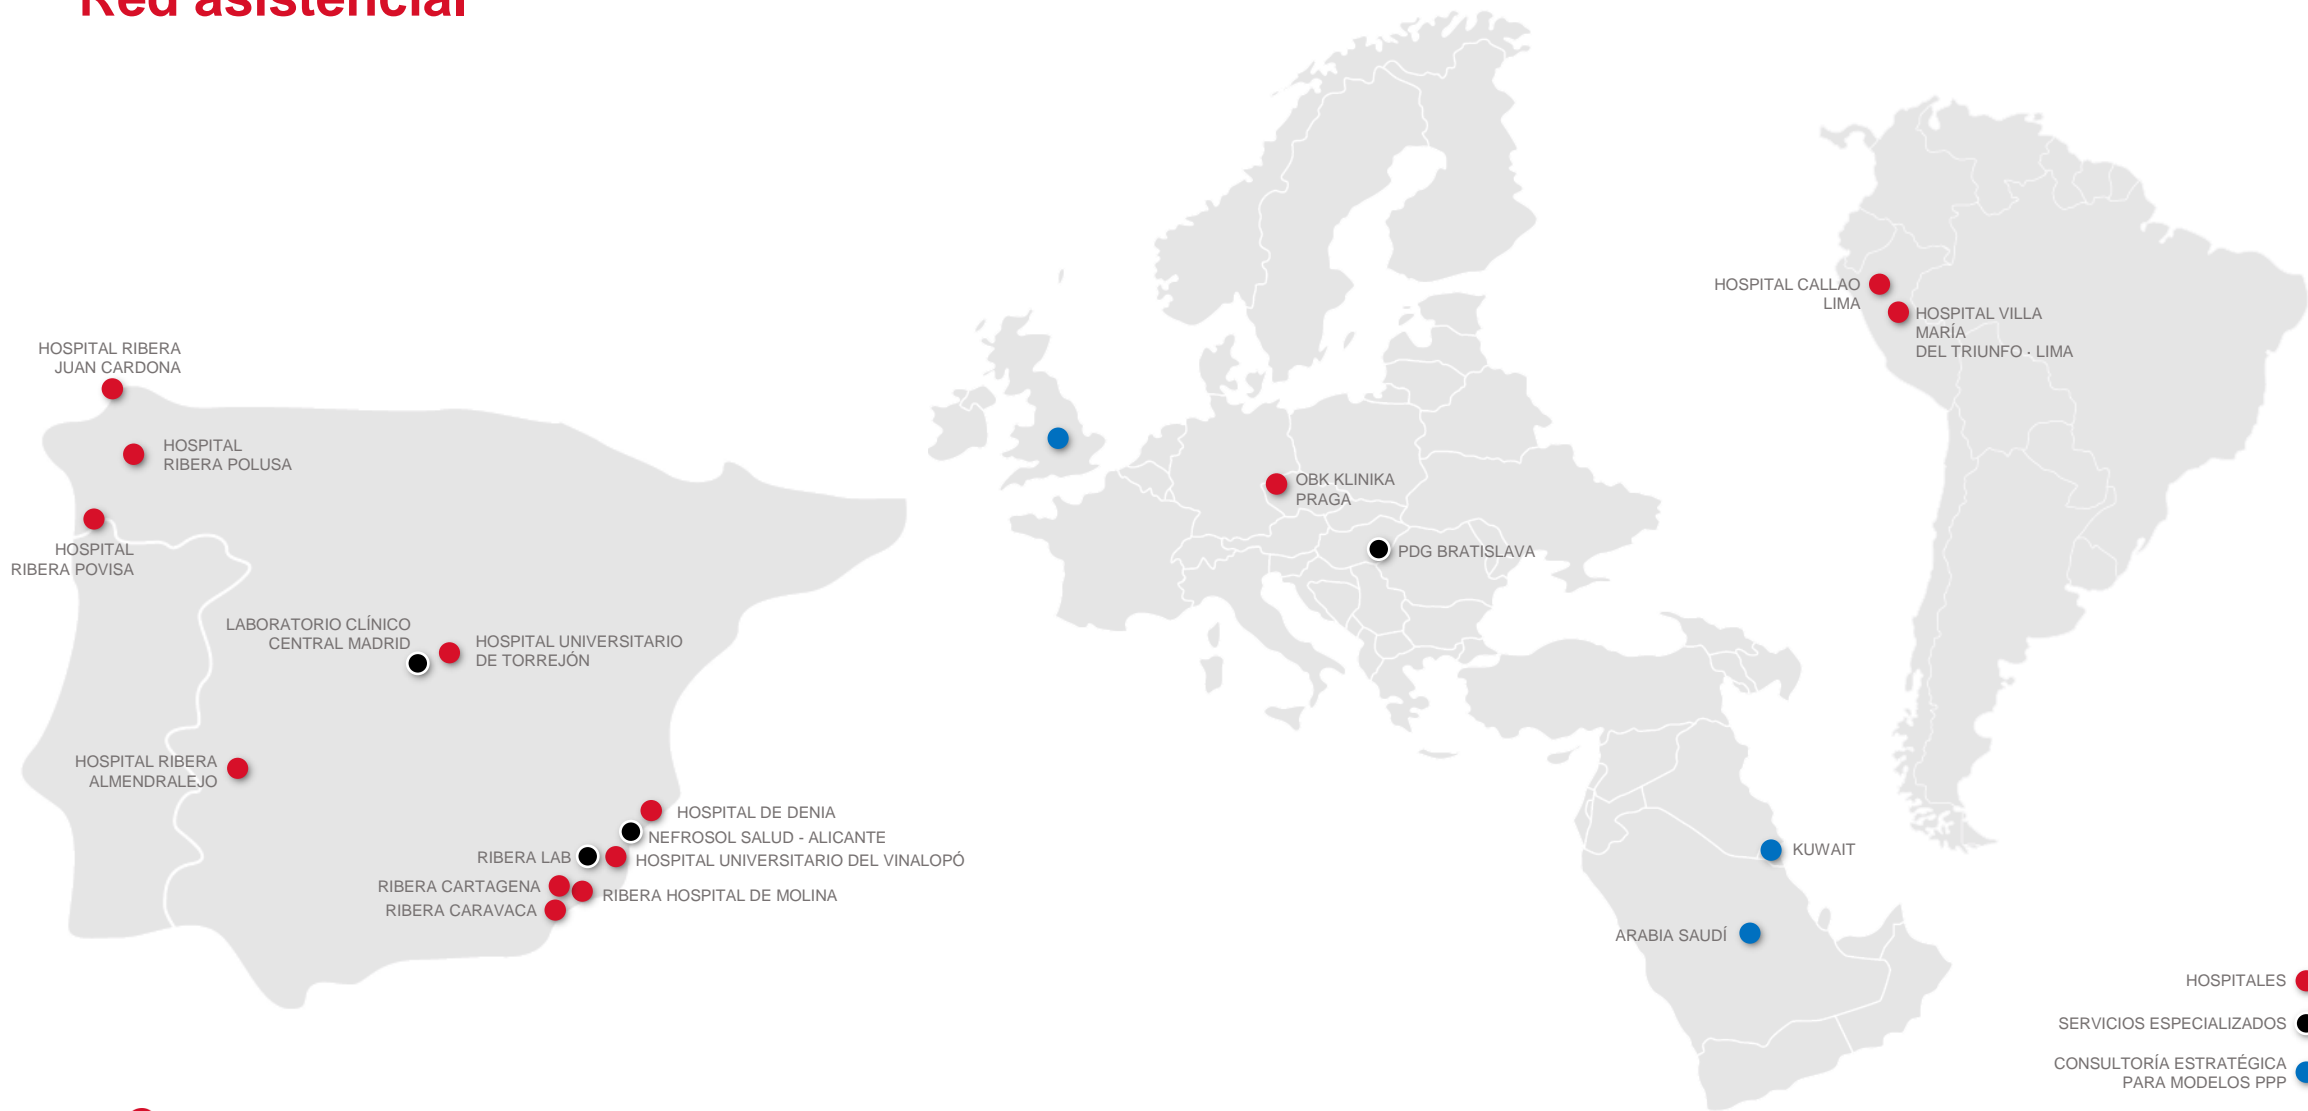 Red asistencial
HOSPITAL RIBERA
JUAN CARDONA
HOSPITAL
RIBERA POLUSA
HOSPITAL
RIBERA POVISA
LABORATORIO CLÍNICO
CENTRAL MADRID
HOSPITAL UNIVERSITARIO
DE TORREJÓN
HOSPITAL RIBERA
ALMENDRALEJO
HOSPITAL DE DENIA
NEFROSOL SALUD - ALICANTE
RIBERA LAB
HOSPITAL UNIVERSITARIO DEL VINALOPÓ
RIBERA CARTAGENA
RIBERA HOSPITAL DE MOLINA
RIBERA CARAVACA
OBK KLINIKA
PRAGA
PDG BRATISLAVA
HOSPITAL CALLAO
LIMA
HOSPITAL VILLA
MARÍA
DEL TRIUNFO - LIMA
KUWAIT
ARABIA SAUDÍ
HOSPITALES
SERVICIOS ESPECIALIZADOS
CONSULTORÍA ESTRATÉGICA
PARA MODELOS PPP